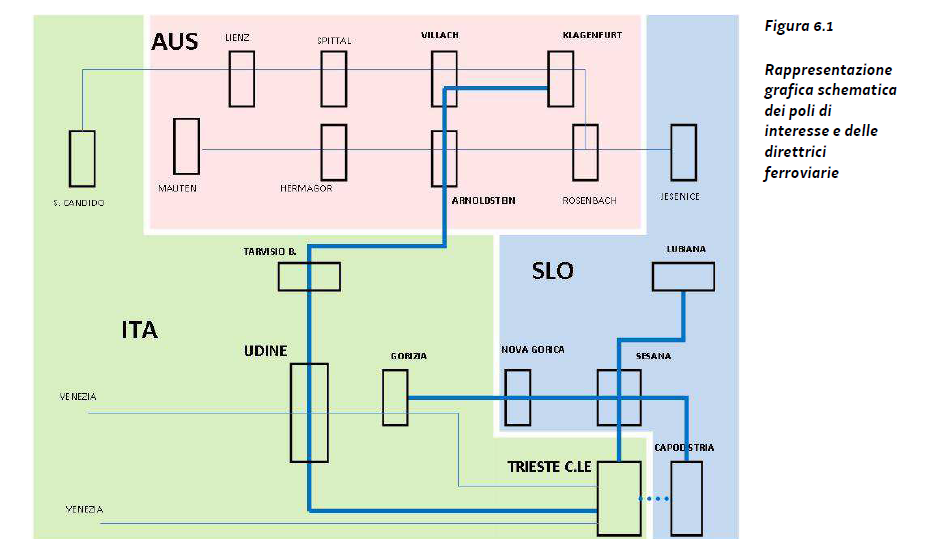 Figura 6.1
Rappresentazione
grafica schematica
dei poli di
interesse e delle
direttrici
ferroviarie
AUS
LIENZ
SPITTAL
VILLACH
KLAGENFURT
MAUTEN
HERMAGOR
ARNOLDSTEIN
ROSENBACH
JESENICE
S. CANDIDO
TARVISIO B.
LUBIANA
SLO
ITA
UDINE
GORIZIA
NOVA GORICA
SESANA
VENEZIA
TRIESTE C.LE
CAPODISTRIA
VENEZIA